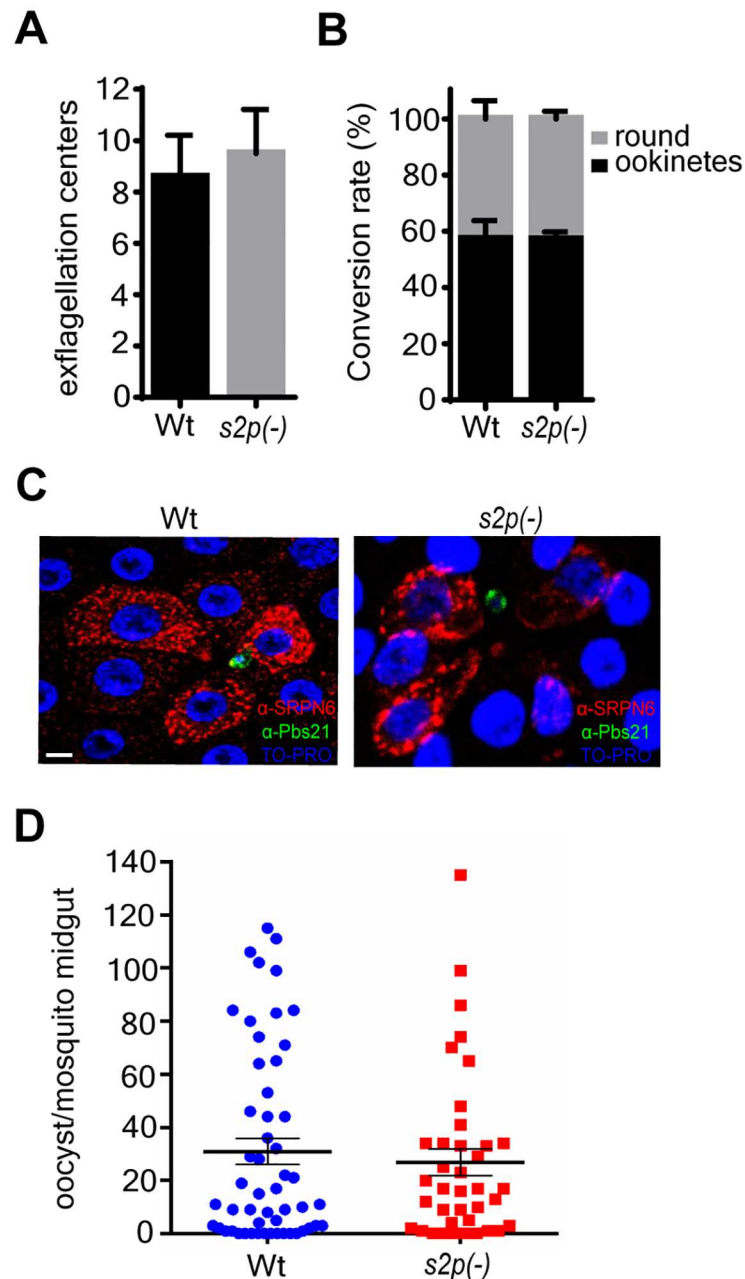 A
exflagellation centers
12
10
8
6
4
2
0
Wt
s2p(-)
B
Conversion rate (%)
100
80
60
40
20
0
round
ookinetes
Wt
s2p(-)
C
Wt
s2p(-)
α-SRPN6
α-Pbs21
TO-PRO
α-SRPN6
α-Pbs21
TO-PRO
D
oocyst/mosquito midgut
140
120
100
80
60
40
20
0
Wt
s2p(-)